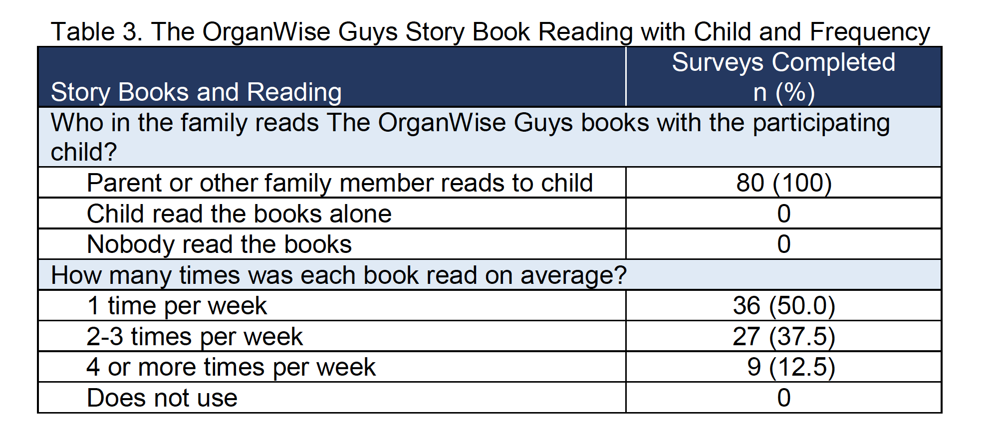 Table 3. The OrganWise Guys Story Book Reading with Child and Frequency
Surveys Completed
Story Books and Reading n (%)
Who in the family reads The OrganWise Guys books with the participating
child?
Parent or other family member reads to child 80 (100)
Child read the books alone 0
Nobody read the books 0
How many times was each book read on average?
1 time per week 36 (50.0)
2-3 times per week 27 (37.5)
4 or more times per week 9 (12.5)
Does not use 0